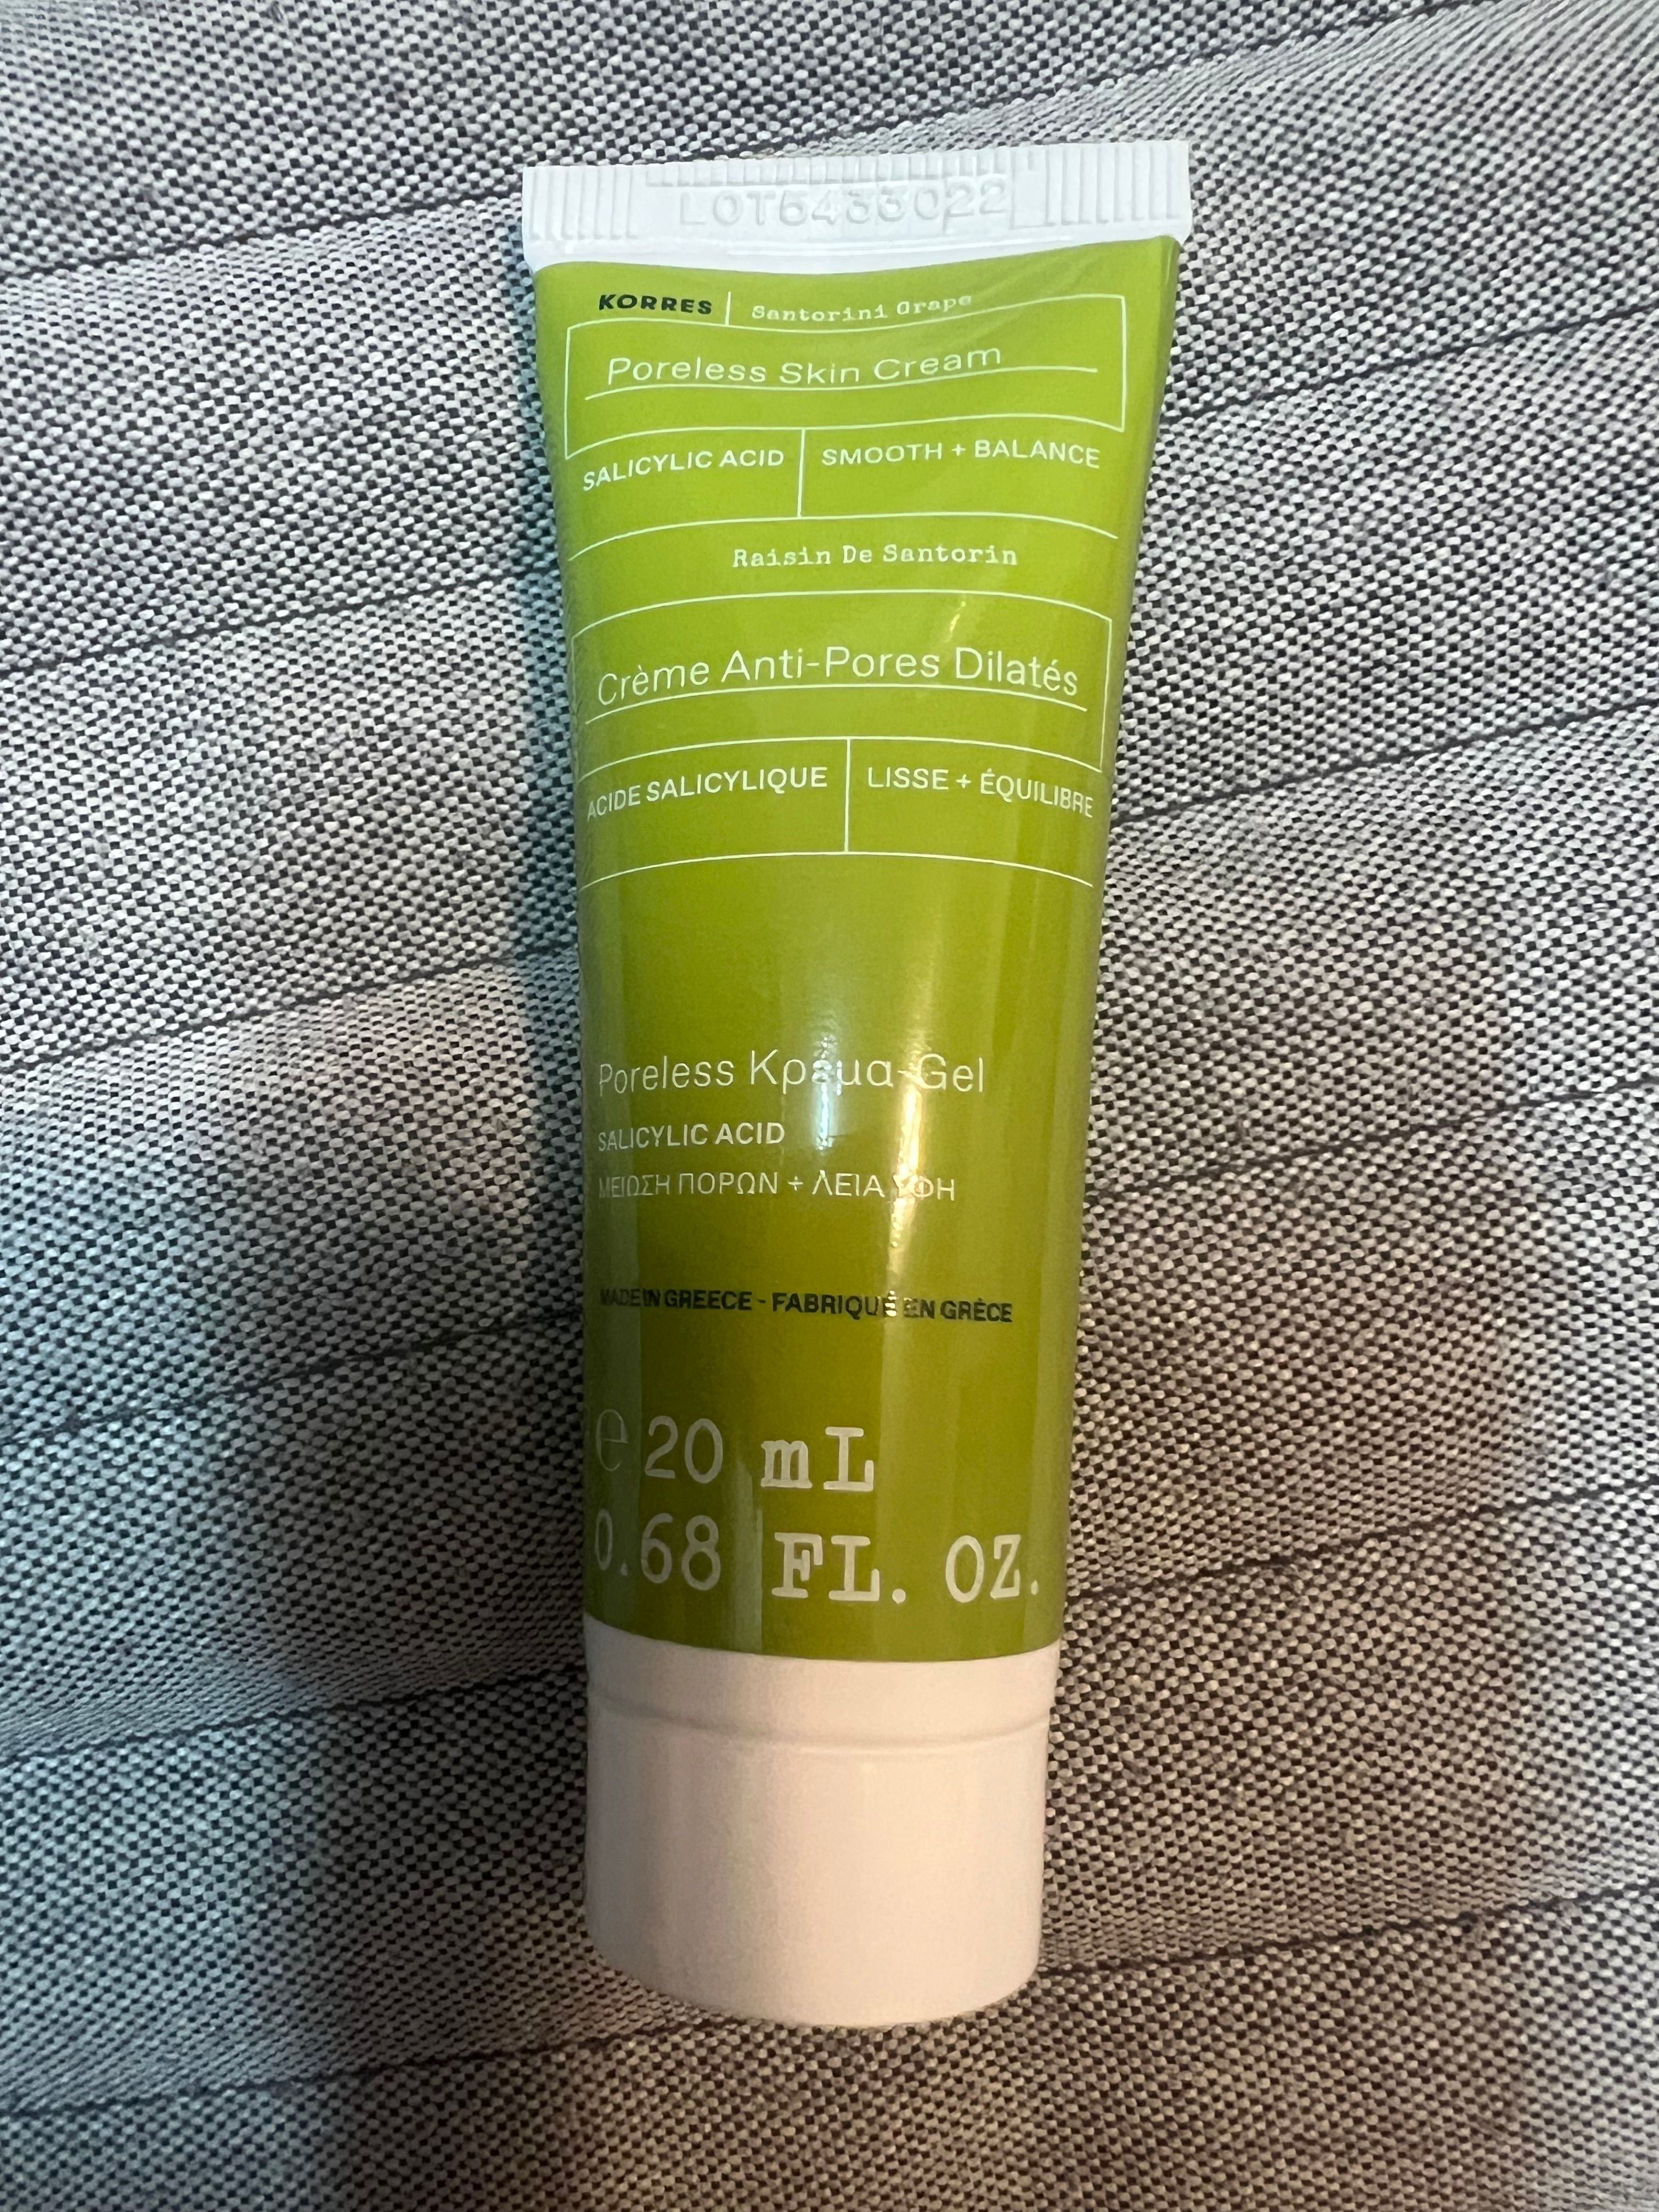 LOT6433022
KORRES | Santorini Grape
Poreless Skin Cream
SALICYLIC ACID | SMOOTH + BALANCE
Raisin De Santorin
Crème Anti-Pores Dilatés
ACIDE SALICYLIQUE | LISSE + ÉQUILIBRE
Poreless Κρεμα-Gel
SALICYLIC ACID
ΜΕΙΩΣΗ ΠΟΡΩΝ + ΛΕΙΑ ΥΦΗ
MADE IN GREECE - FABRIQUÉ EN GRÈCE
℮ 20 mL
0.68 FL. OZ.